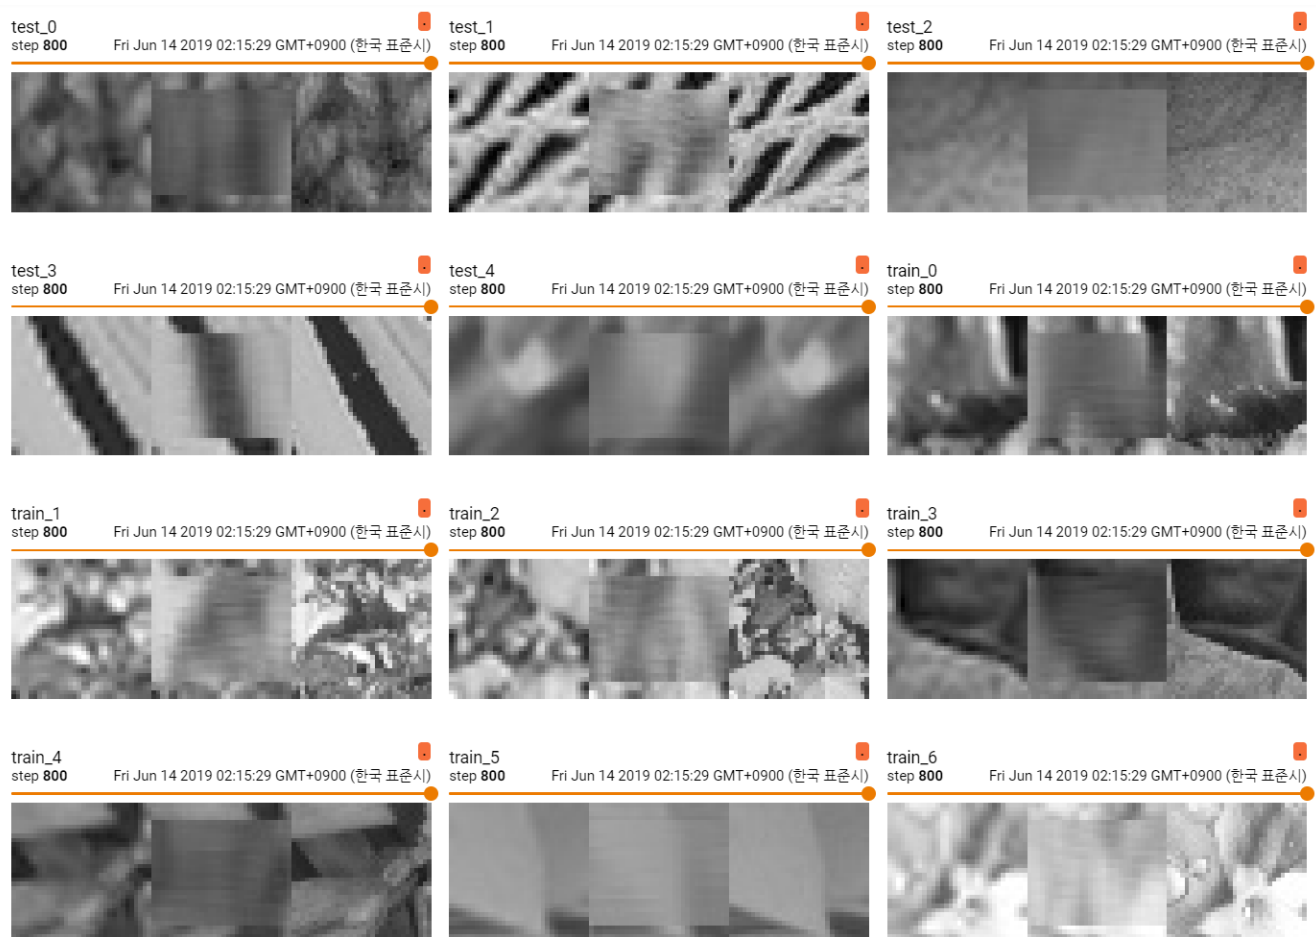 test_0
step 800 Fri Jun 14 2019 02:15:29 GMT+0900 (한국 표준시)
test_1
step 800 Fri Jun 14 2019 02:15:29 GMT+0900 (한국 표준시)
test_2
step 800 Fri Jun 14 2019 02:15:29 GMT+0900 (한국 표준시)
test_3
step 800 Fri Jun 14 2019 02:15:29 GMT+0900 (한국 표준시)
test_4
step 800 Fri Jun 14 2019 02:15:29 GMT+0900 (한국 표준시)
train_0
step 800 Fri Jun 14 2019 02:15:29 GMT+0900 (한국 표준시)
train_1
step 800 Fri Jun 14 2019 02:15:29 GMT+0900 (한국 표준시)
train_2
step 800 Fri Jun 14 2019 02:15:29 GMT+0900 (한국 표준시)
train_3
step 800 Fri Jun 14 2019 02:15:29 GMT+0900 (한국 표준시)
train_4
step 800 Fri Jun 14 2019 02:15:29 GMT+0900 (한국 표준시)
train_5
step 800 Fri Jun 14 2019 02:15:29 GMT+0900 (한국 표준시)
train_6
step 800 Fri Jun 14 2019 02:15:29 GMT+0900 (한국 표준시)